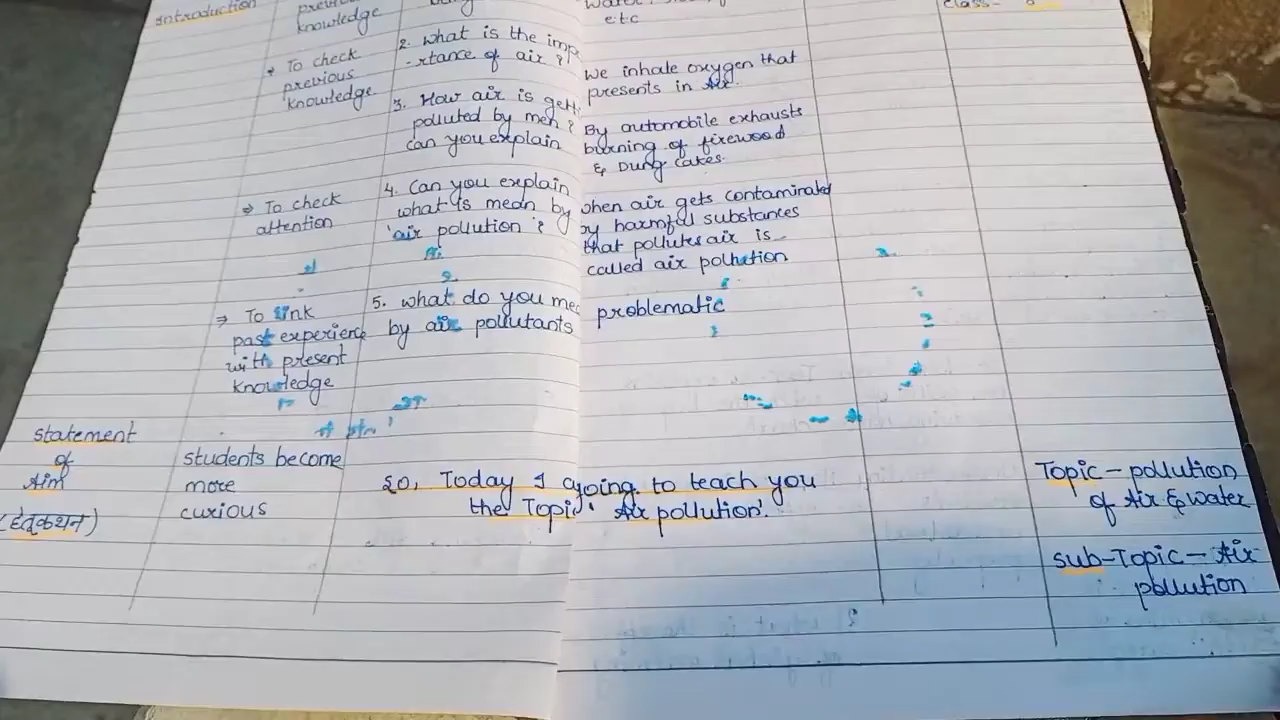 Introduction
knowledge
etc
⇒ To check
previous
knowledge
2. What is the imp
-rtance of air ?
We inhale oxygen that
presents in Air.
3. How air is gett
polluted by men ?
can you explain
By automobile exhausts
burning of firewood
& Dung cakes.
⇒ To check
attention
4. Can you explain
what is mean by
'air pollution' ?
when air gets contaminated
by harmful substances
that pollutes air is
called air pollution
⇒ To link
past experience
with present
knowledge
5. what do you mea
by air pollutants
problematic
statement
of
Aim
(हेतूकथन)
students become
more
curious
so, Today I going to teach you
the Topic 'Air pollution'.
Topic - pollution
of Air & water
sub-Topic - Air
pollution